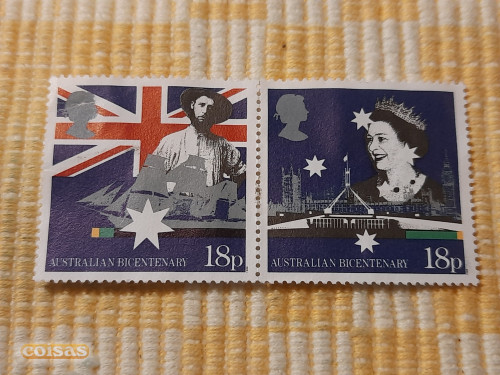 AUSTRALIAN BICENTENARY 18p
AUSTRALIAN BICENTENARY 18p
coisas